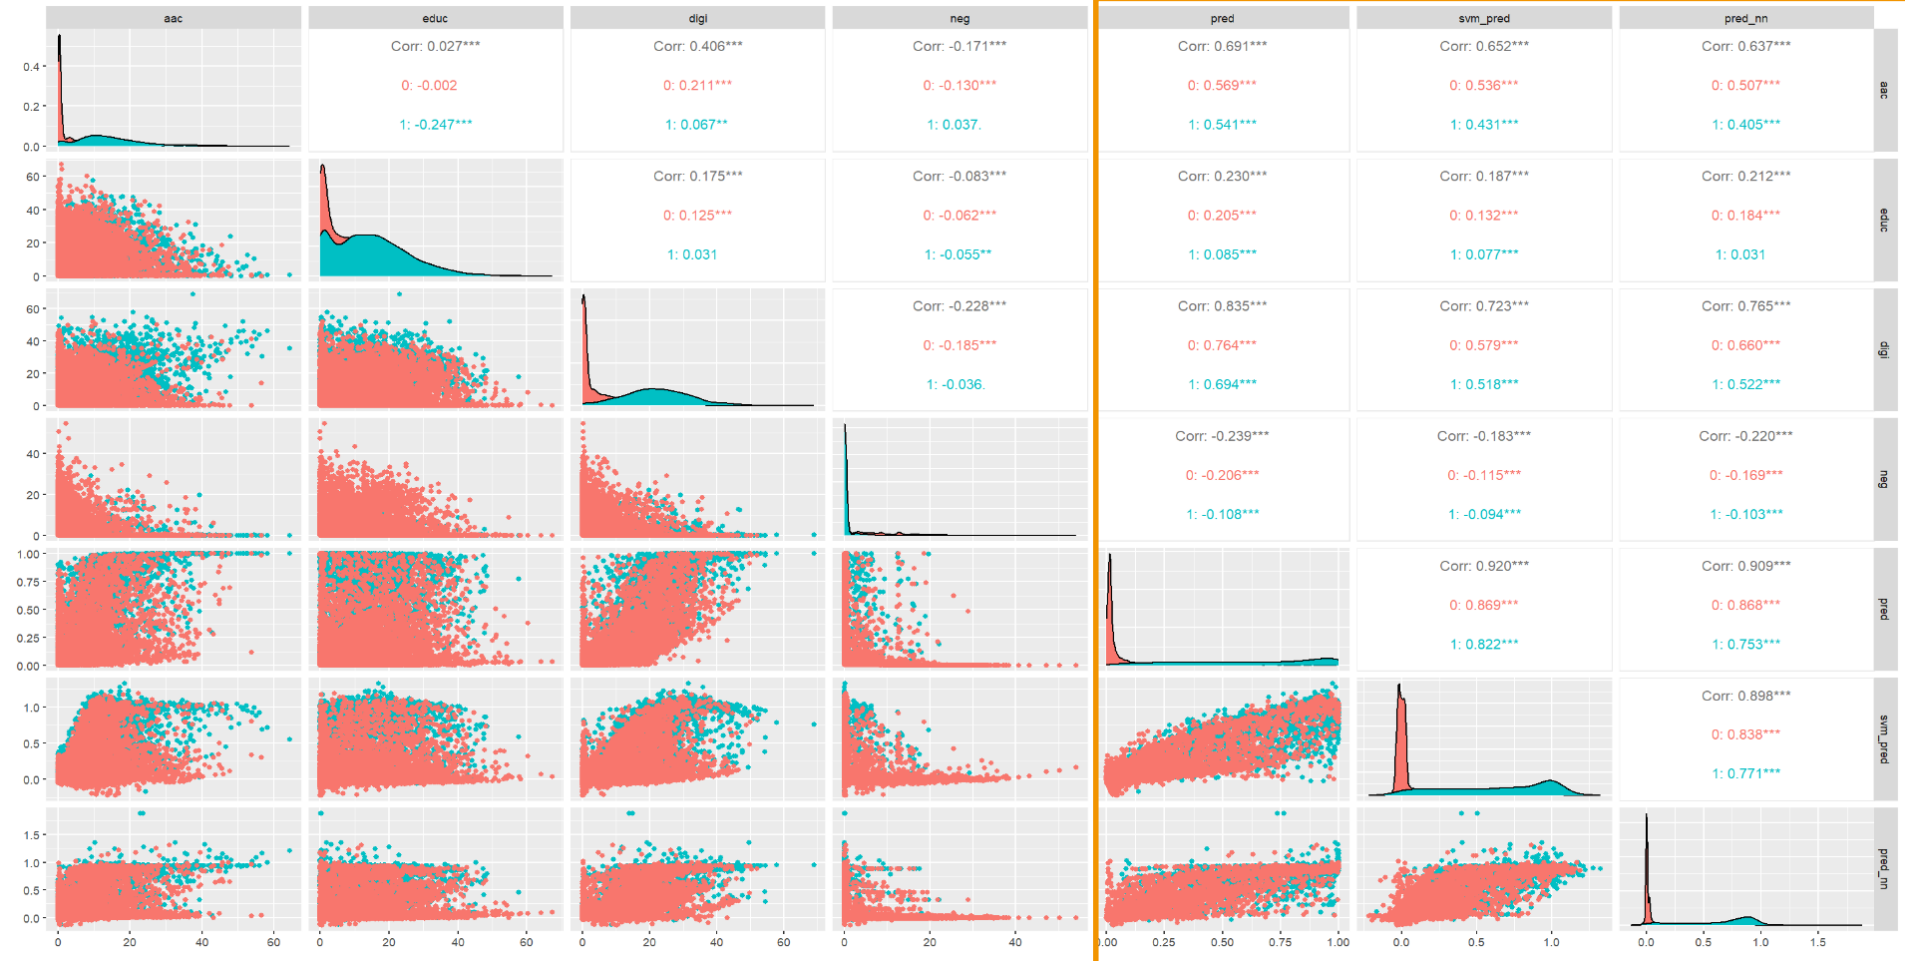 aac educ digi neg pred svm_pred pred_nn
Corr: 0.027*** Corr: 0.406*** Corr: -0.171*** Corr: 0.691*** Corr: 0.652*** Corr: 0.637***
0: -0.002 0: 0.211*** 0: -0.130*** 0: 0.569*** 0: 0.536*** 0: 0.507***
1: -0.247*** 1: 0.067** 1: 0.037. 1: 0.541*** 1: 0.431*** 1: 0.405***
0.4
0.2
0.0
aac
Corr: 0.175*** Corr: -0.083*** Corr: 0.230*** Corr: 0.187*** Corr: 0.212***
0: 0.125*** 0: -0.062*** 0: 0.205*** 0: 0.132*** 0: 0.184***
1: 0.031 1: -0.055** 1: 0.085*** 1: 0.077*** 1: 0.031
60
40
20
0
educ
Corr: -0.228*** Corr: 0.835*** Corr: 0.723*** Corr: 0.765***
0: -0.185*** 0: 0.764*** 0: 0.579*** 0: 0.660***
1: -0.036. 1: 0.694*** 1: 0.518*** 1: 0.522***
60
40
20
0
digi
Corr: -0.239*** Corr: -0.183*** Corr: -0.220***
0: -0.206*** 0: -0.115*** 0: -0.169***
1: -0.108*** 1: -0.094*** 1: -0.103***
40
20
0
neg
Corr: 0.920*** Corr: 0.909***
0: 0.869*** 0: 0.868***
1: 0.822*** 1: 0.753***
1.00
0.75
0.50
0.25
0.00
pred
Corr: 0.898***
0: 0.838***
1: 0.771***
1.0
0.5
0.0
svm_pred
1.5
1.0
0.5
0.0
pred_nn
0 20 40 60 0 20 40 60 0 20 40 60 0 20 40 0.00 0.25 0.50 0.75 1.00 0.0 0.5 1.0 0.0 0.5 1.0 1.5